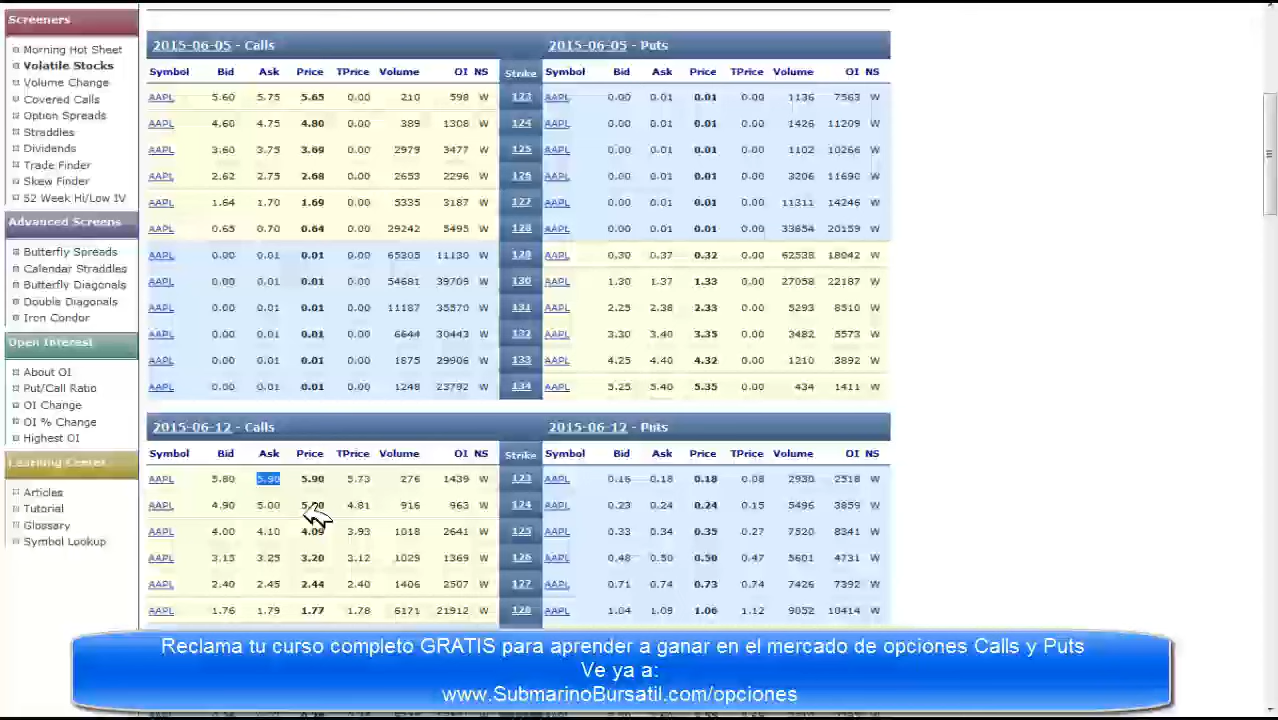 Screeners
Morning Hot Sheet
Volatile Stocks
Volume Change
Covered Calls
Option Spreads
Straddles
Dividends
Trade Finder
Skew Finder
52 Week Hi/Low IV
Advanced Screens
Butterfly Spreads
Calendar Straddles
Butterfly Diagonals
Double Diagonals
Iron Condor
Open Interest
About OI
Put/Call Ratio
OI Change
OI % Change
Highest OI
Learning Center
Articles
Tutorial
Glossary
Symbol Lookup
2015-06-05 - Calls 2015-06-05 - Puts
Symbol Bid Ask Price TPrice Volume OI NS Strike Symbol Bid Ask Price TPrice Volume OI NS
AAPL 5.60 5.75 5.65 0.00 210 598 W 123 AAPL 0.00 0.01 0.01 0.00 1136 7563 W
AAPL 4.60 4.75 4.80 0.00 389 1308 W 124 AAPL 0.00 0.01 0.01 0.00 1426 11209 W
AAPL 3.60 3.75 3.69 0.00 2979 3477 W 125 AAPL 0.00 0.01 0.01 0.00 1102 10266 W
AAPL 2.62 2.75 2.68 0.00 2653 2296 W 126 AAPL 0.00 0.01 0.01 0.00 3206 11690 W
AAPL 1.64 1.70 1.69 0.00 5335 3187 W 127 AAPL 0.00 0.01 0.01 0.00 11311 14246 W
AAPL 0.65 0.70 0.64 0.00 29242 5495 W 128 AAPL 0.00 0.01 0.01 0.00 33854 20159 W
AAPL 0.00 0.01 0.01 0.00 65305 11130 W 129 AAPL 0.30 0.37 0.32 0.00 62538 18042 W
AAPL 0.00 0.01 0.01 0.00 54681 39709 W 130 AAPL 1.30 1.37 1.33 0.00 27058 22187 W
AAPL 0.00 0.01 0.01 0.00 11187 35570 W 131 AAPL 2.25 2.38 2.33 0.00 5293 8510 W
AAPL 0.00 0.01 0.01 0.00 6644 30443 W 132 AAPL 3.30 3.40 3.35 0.00 3482 5573 W
AAPL 0.00 0.01 0.01 0.00 1875 29906 W 133 AAPL 4.25 4.40 4.32 0.00 1210 3892 W
AAPL 0.00 0.01 0.01 0.00 1248 23792 W 134 AAPL 5.25 5.40 5.35 0.00 434 1411 W
2015-06-12 - Calls 2015-06-12 - Puts
Symbol Bid Ask Price TPrice Volume OI NS Strike Symbol Bid Ask Price TPrice Volume OI NS
AAPL 5.80 5.90 5.90 5.73 276 1439 W 123 AAPL 0.16 0.18 0.18 0.08 2930 2518 W
AAPL 4.90 5.00 4.81 916 963 W 124 AAPL 0.23 0.24 0.24 0.15 5496 3859 W
AAPL 4.00 4.10 4.09 3.93 1018 2641 W 125 AAPL 0.33 0.34 0.35 0.27 7520 8341 W
AAPL 3.15 3.25 3.20 3.12 1029 1369 W 126 AAPL 0.48 0.50 0.50 0.47 5601 4731 W
AAPL 2.40 2.45 2.44 2.40 1406 2507 W 127 AAPL 0.71 0.74 0.73 0.74 7426 7392 W
AAPL 1.76 1.79 1.77 1.78 6171 21912 W 128 AAPL 1.04 1.09 1.06 1.12 9052 10414 W
Reclama tu curso completo GRATIS para aprender a ganar en el mercado de opciones Calls y Puts
Ve ya a:
www.SubmarinoBursatil.com/opciones